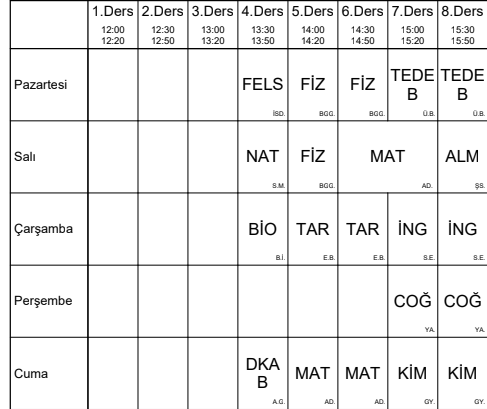 1.Ders 2.Ders 3.Ders 4.Ders 5.Ders 6.Ders 7.Ders 8.Ders
12:00 12:30 13:00 13:30 14:00 14:30 15:00 15:30
12:20 12:50 13:20 13:50 14:20 14:50 15:20 15:50
Pazartesi FELS FİZ FİZ TEDE TEDE
B B
İSD. BGG. BGG. Ü.B. Ü.B.
Salı NAT FİZ MAT ALM
S.M. BGG. AD. ŞS.
Çarşamba BİO TAR TAR İNG İNG
B.İ. E.B. E.B. S.E. S.E.
Perşembe COĞ COĞ
YA. YA.
Cuma DKA MAT MAT KİM KİM
B
A.G. AD. AD. GY. GY.